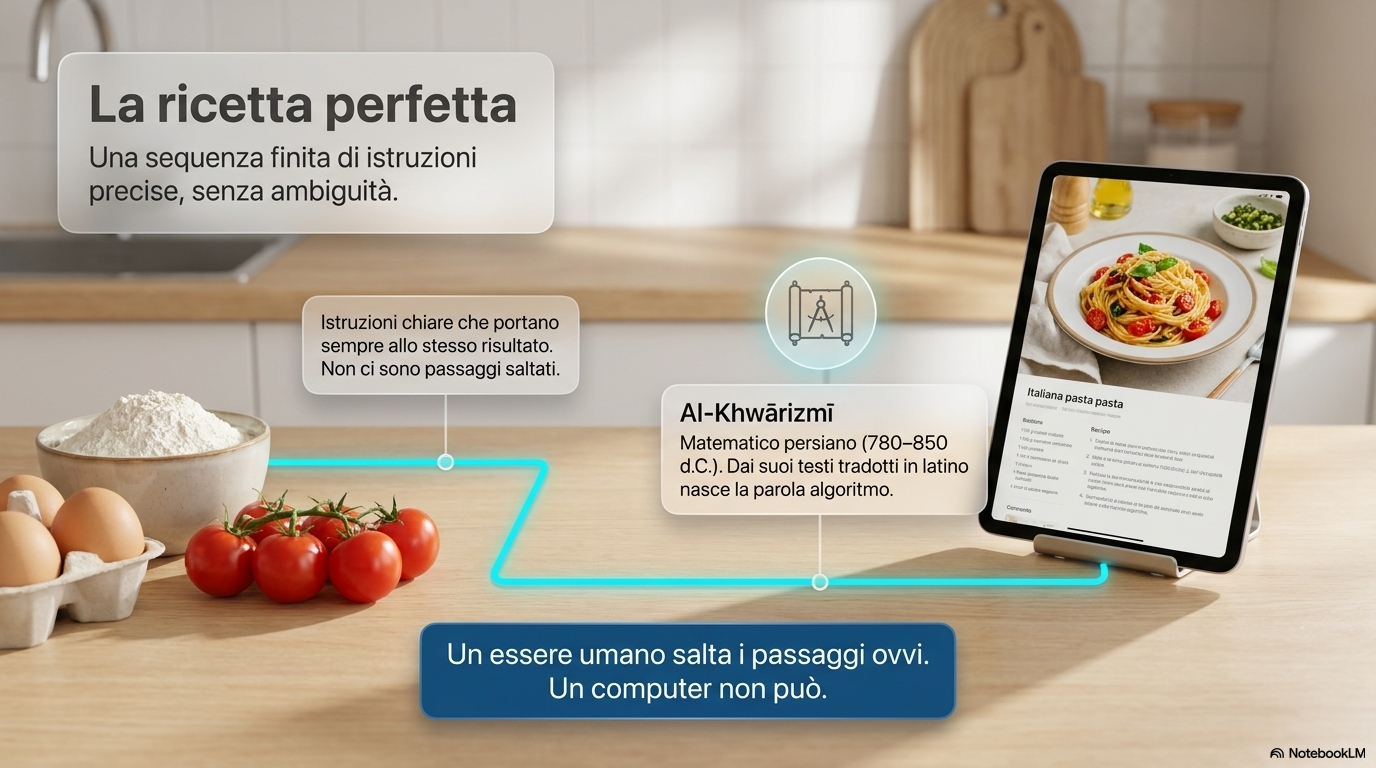 La ricetta perfetta
Una sequenza finita di istruzioni
precise, senza ambiguità.
Istruzioni chiare che portano
sempre allo stesso risultato.
Non ci sono passaggi saltati.
Al-Khwārizmī
Matematico persiano (780–850
d.C.). Dai suoi testi tradotti in latino
nasce la parola algoritmo.
Italiana pasta pasta
Recipo
Un essere umano salta i passaggi ovvi.
Un computer non può.
NotebookLM